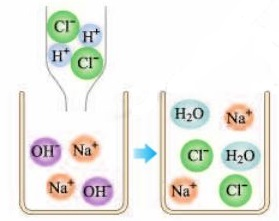 Cl⁻
H⁺
H⁺
Cl⁻
OH⁻ Na⁺
Na⁺ OH⁻
H₂O Na⁺
Cl⁻ H₂O
Na⁺ Cl⁻